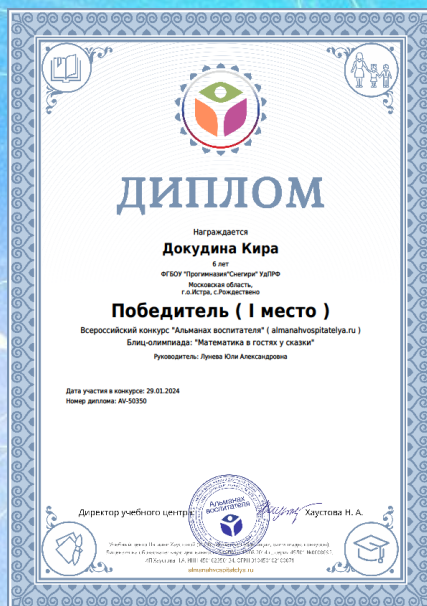 ДИПЛОМ
Награждается
Докудина Кира
6 лет
ФГБОУ "Прогимназия"Снегири" УдПРФ
Московская область,
г.о.Истра, с.Рождествено
Победитель ( I место )
Всероссийский конкурс "Альманах воспитателя" ( almanahvospitatelya.ru )
Блиц-олимпиада: "Математика в гостях у сказки"
Руководитель: Лунева Юли Александровна
Дата участия в конкурсе: 29.01.2024
Номер диплома: AV-50350
Альманах
воспитателя
Директор учебного центра
Хаустова Н. А.
almanahvospitatelya.ru